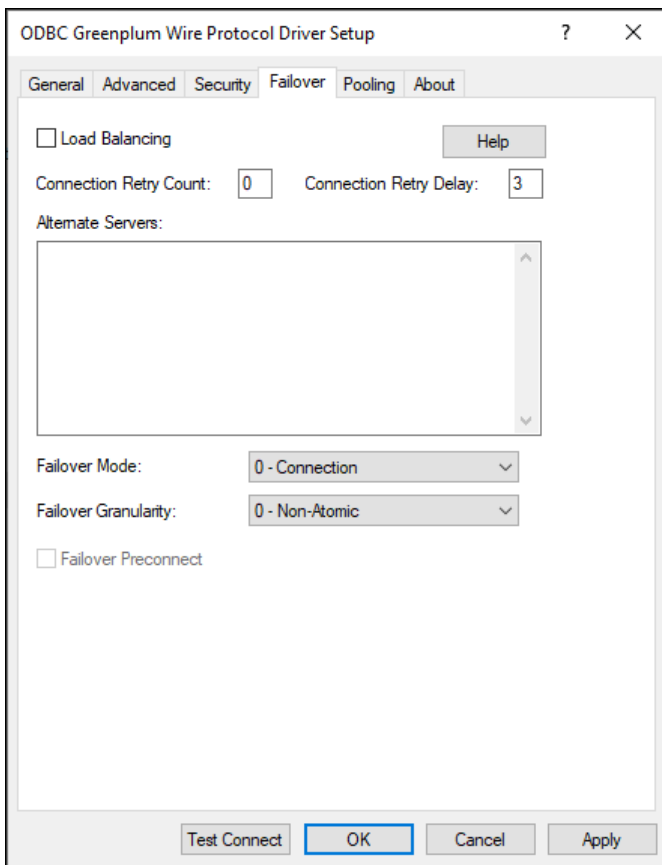 ODBC Greenplum Wire Protocol Driver Setup ?
General Advanced Security Failover Pooling About
Load Balancing Help
Connection Retry Count: 0 Connection Retry Delay: 3
Alternate Servers:
Failover Mode: 0 - Connection
Failover Granularity: 0 - Non-Atomic
Failover Preconnect
Test Connect OK Cancel Apply